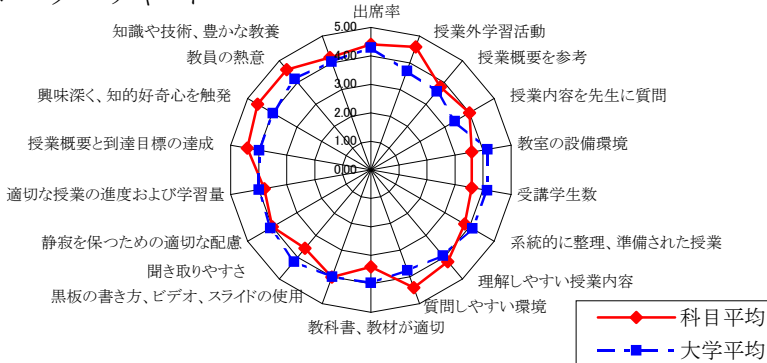 出席率
授業外学習活動
授業概要を参考
授業内容を先生に質問
教室の設備環境
受講学生数
系統的に整理、準備された授業
理解しやすい授業内容
質問しやすい環境
教科書、教材が適切
黒板の書き方、ビデオ、スライドの使用
聞き取りやすさ
静寂を保つための適切な配慮
適切な授業の進度および学習量
授業概要と到達目標の達成
興味深く、知的好奇心を触発
教員の熱意
知識や技術、豊かな教養
5.00
4.00
3.00
2.00
1.00
0.00
科目平均
大学平均